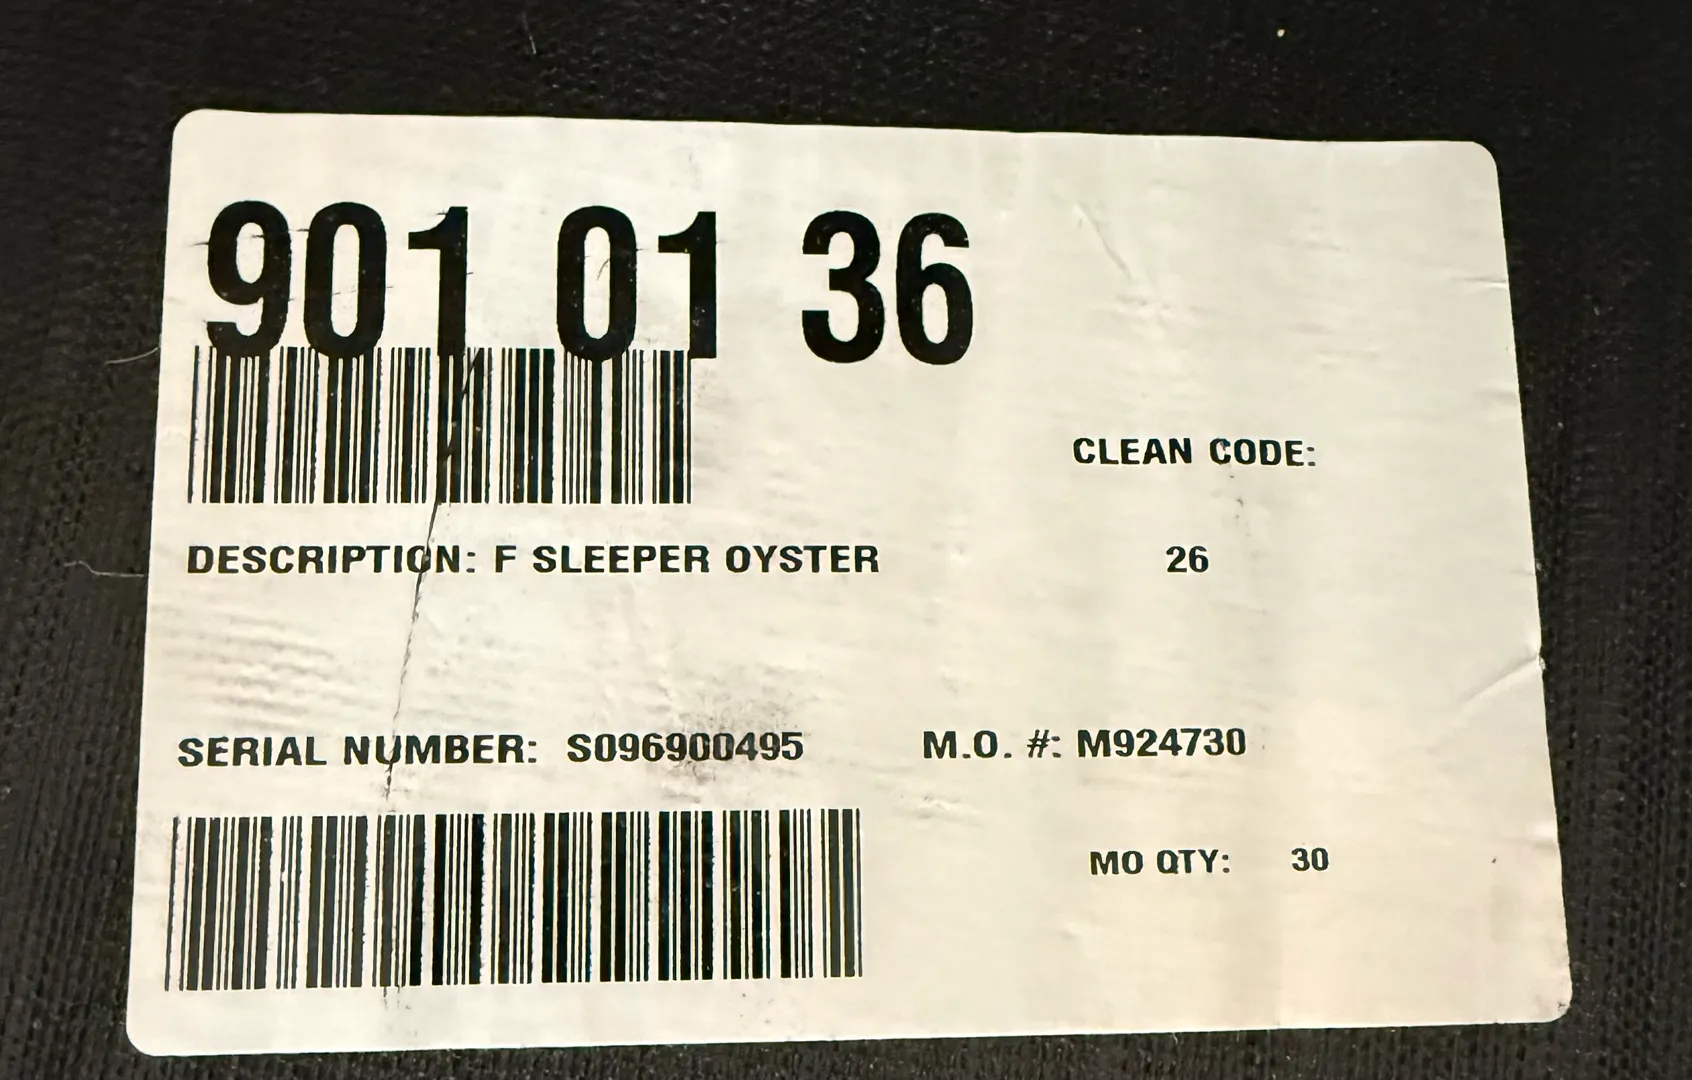 901 01 36
CLEAN CODE:
DESCRIPTION: F SLEEPER OYSTER 26
SERIAL NUMBER: S096900495 M.O. #: M924730
MO QTY: 30